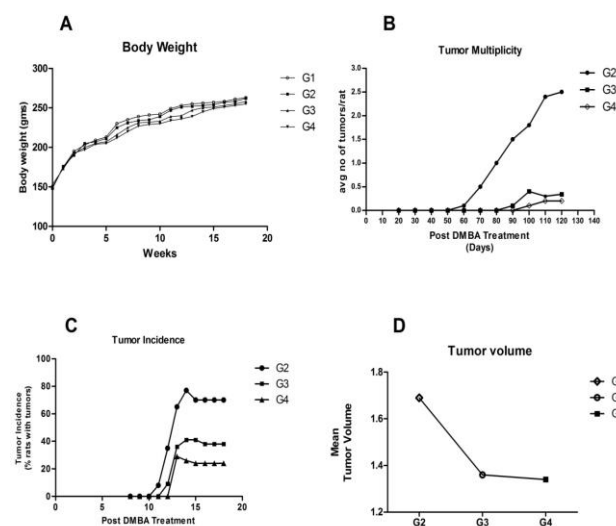 A
Body Weight
300
250
200
150
100
0
5
10
15
20
Body weight (gms)
Weeks
G1
G2
G3
G4
B
Tumor Multiplicity
3.0
2.5
2.0
1.5
1.0
0.5
0.0
0 10 20 30 40 50 60 70 80 90 100 110 120 130 140
avg no of tumors/rat
Post DMBA Treatment
(Days)
G2
G3
G4
C
Tumor Incidence
100
80
60
40
20
0
0
5
10
15
20
Tumor Incidence
(% rats with tumors)
Post DMBA Treatment
G2
G3
G4
D
Tumor volume
1.8
1.6
1.4
1.2
G2
G3
G4
Mean
Tumor Volume